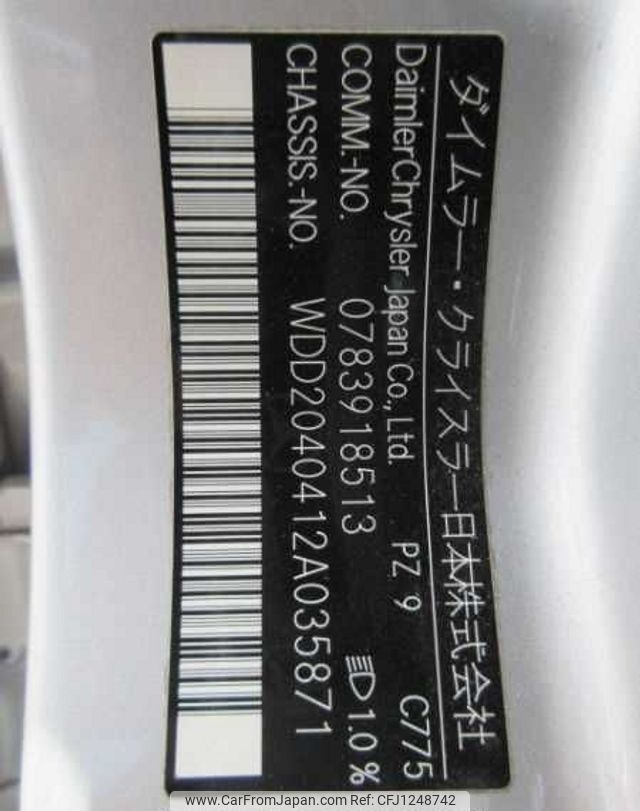 ダイムラー・クライスラー日本株式会社
DaimlerChrysler Japan Co., Ltd. PZ 9 C775
COMM.-NO. 0783918513 1.0 %
CHASSIS.-NO. WDD2040412A035871
www.CarFromJapan.com CFJ1248742